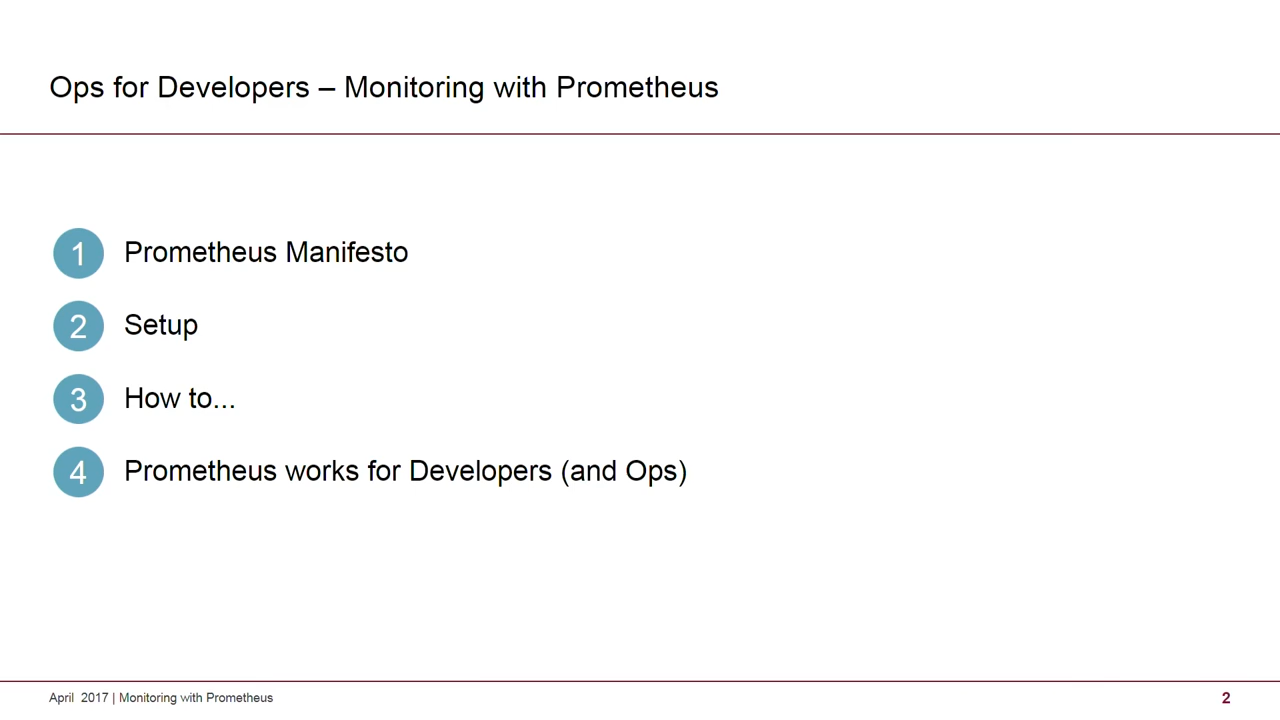 Ops for Developers – Monitoring with Prometheus
1 Prometheus Manifesto
2 Setup
3 How to...
4 Prometheus works for Developers (and Ops)
April 2017 | Monitoring with Prometheus 2